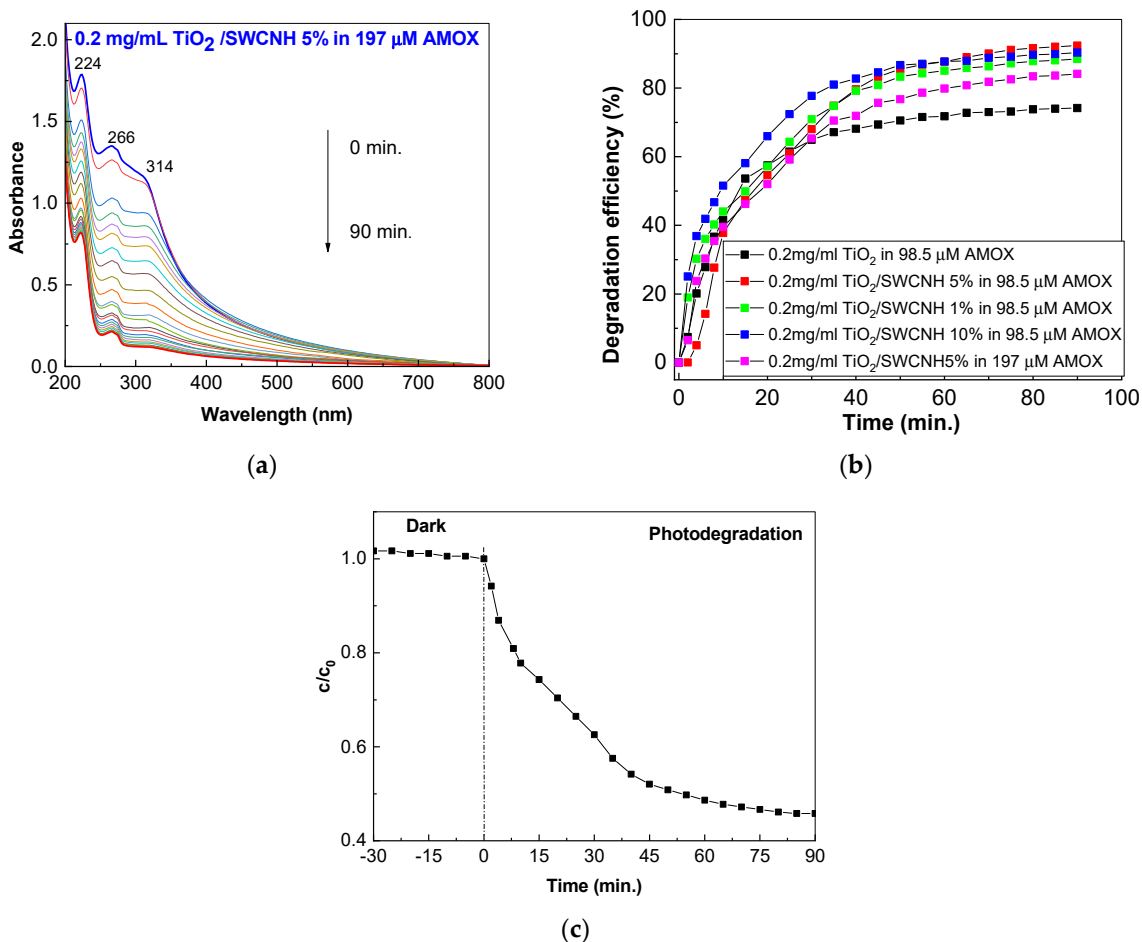 0.2 mg/mL TiO₂ /SWCNH 5% in 197 μM AMOX
2.0
224
1.5
266
314
0 min.
1.0
90 min.
0.5
0.0
Absorbance
200 300 400 500 600 700 800
Wavelength (nm)
(a)
100
80
60
40
20
0
Degradation efficiency (%)
0.2mg/ml TiO₂ in 98.5 μM AMOX
0.2mg/ml TiO₂/SWCNH 5% in 98.5 μM AMOX
0.2mg/ml TiO₂/SWCNH 1% in 98.5 μM AMOX
0.2mg/ml TiO₂/SWCNH 10% in 98.5 μM AMOX
0.2mg/ml TiO₂/SWCNH5% in 197 μM AMOX
0 20 40 60 80 100
Time (min.)
(b)
Dark
Photodegradation
1.0
0.8
0.6
0.4
c/c₀
-30 -15 0 15 30 45 60 75 90
Time (min.)
(c)